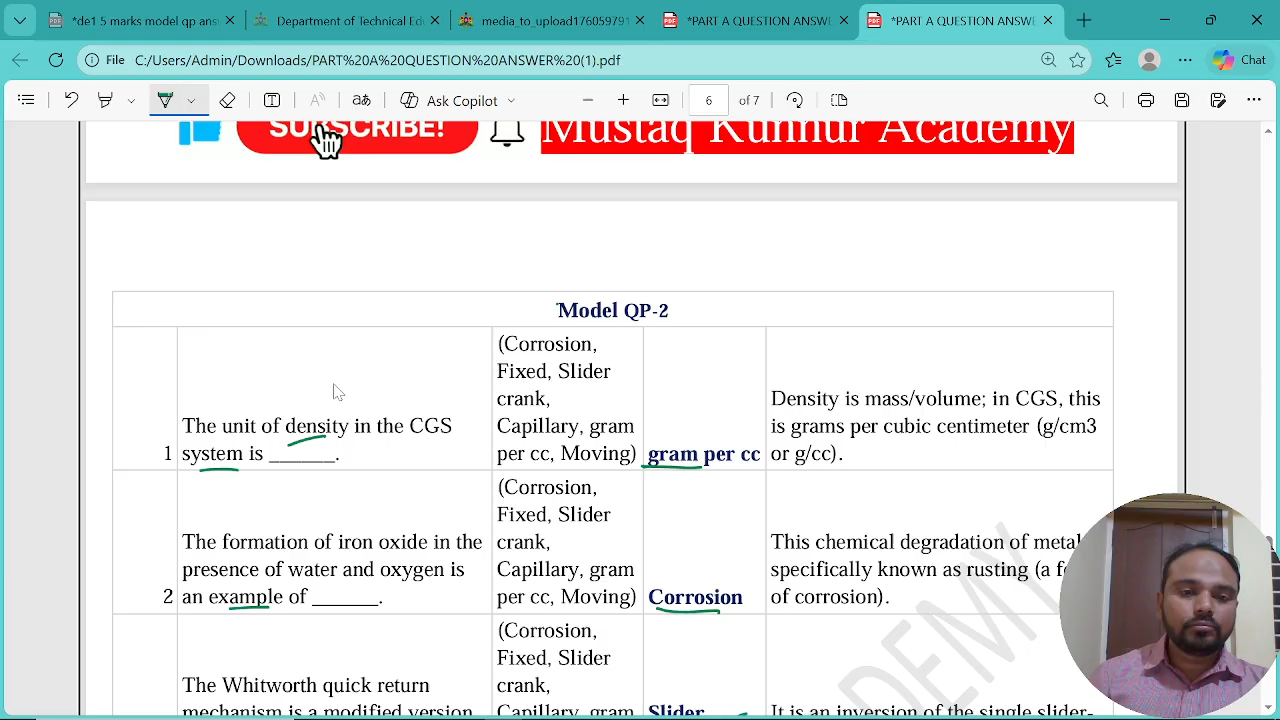 *de1 5 marks model qp ans
Department of Technical Edu
media_to_upload176059791
*PART A QUESTION ANSWE
*PART A QUESTION ANSWE
File C:/Users/Admin/Downloads/PART%20A%20QUESTION%20ANSWER%20(1).pdf
Chat
Ask Copilot
6 of 7
SUBSCRIBE!
Mustaq Kunnur Academy
Model QP-2
1
The unit of density in the CGS
system is ______.
(Corrosion,
Fixed, Slider
crank,
Capillary, gram
per cc, Moving)
gram per cc
Density is mass/volume; in CGS, this
is grams per cubic centimeter (g/cm3
or g/cc).
2
The formation of iron oxide in the
presence of water and oxygen is
an example of ______.
(Corrosion,
Fixed, Slider
crank,
Capillary, gram
per cc, Moving)
Corrosion
This chemical degradation of metal
specifically known as rusting (a
of corrosion).
The Whitworth quick return
mechanism is a modified version
(Corrosion,
Fixed, Slider
crank,
Capillary, gram
Slider
It is an inversion of the single slider-